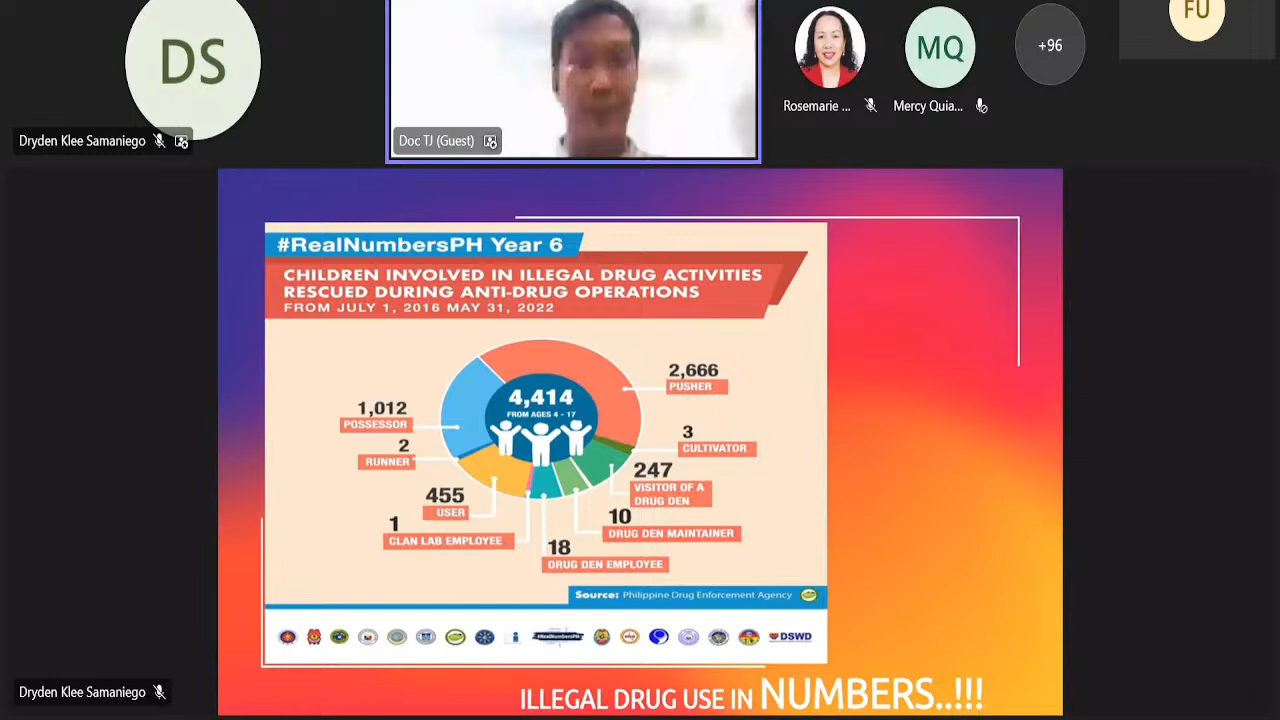 DS
Dryden Klee Samaniego
Doc TJ (Guest)
Rosemarie ...
MQ
Mercy Quia...
+96
FU
#RealNumbersPH Year 6
CHILDREN INVOLVED IN ILLEGAL DRUG ACTIVITIES
RESCUED DURING ANTI-DRUG OPERATIONS
FROM JULY 1, 2016 MAY 31, 2022
4,414
FROM AGES 4 - 17
2,666
PUSHER
1,012
POSSESSOR
3
CULTIVATOR
2
RUNNER
247
VISITOR OF A
DRUG DEN
455
USER
10
DRUG DEN MAINTAINER
1
CLAN LAB EMPLOYEE
18
DRUG DEN EMPLOYEE
Source: Philippine Drug Enforcement Agency
#RealNumbersPH
DSWD
Dryden Klee Samaniego
ILLEGAL DRUG USE IN NUMBERS..!!!